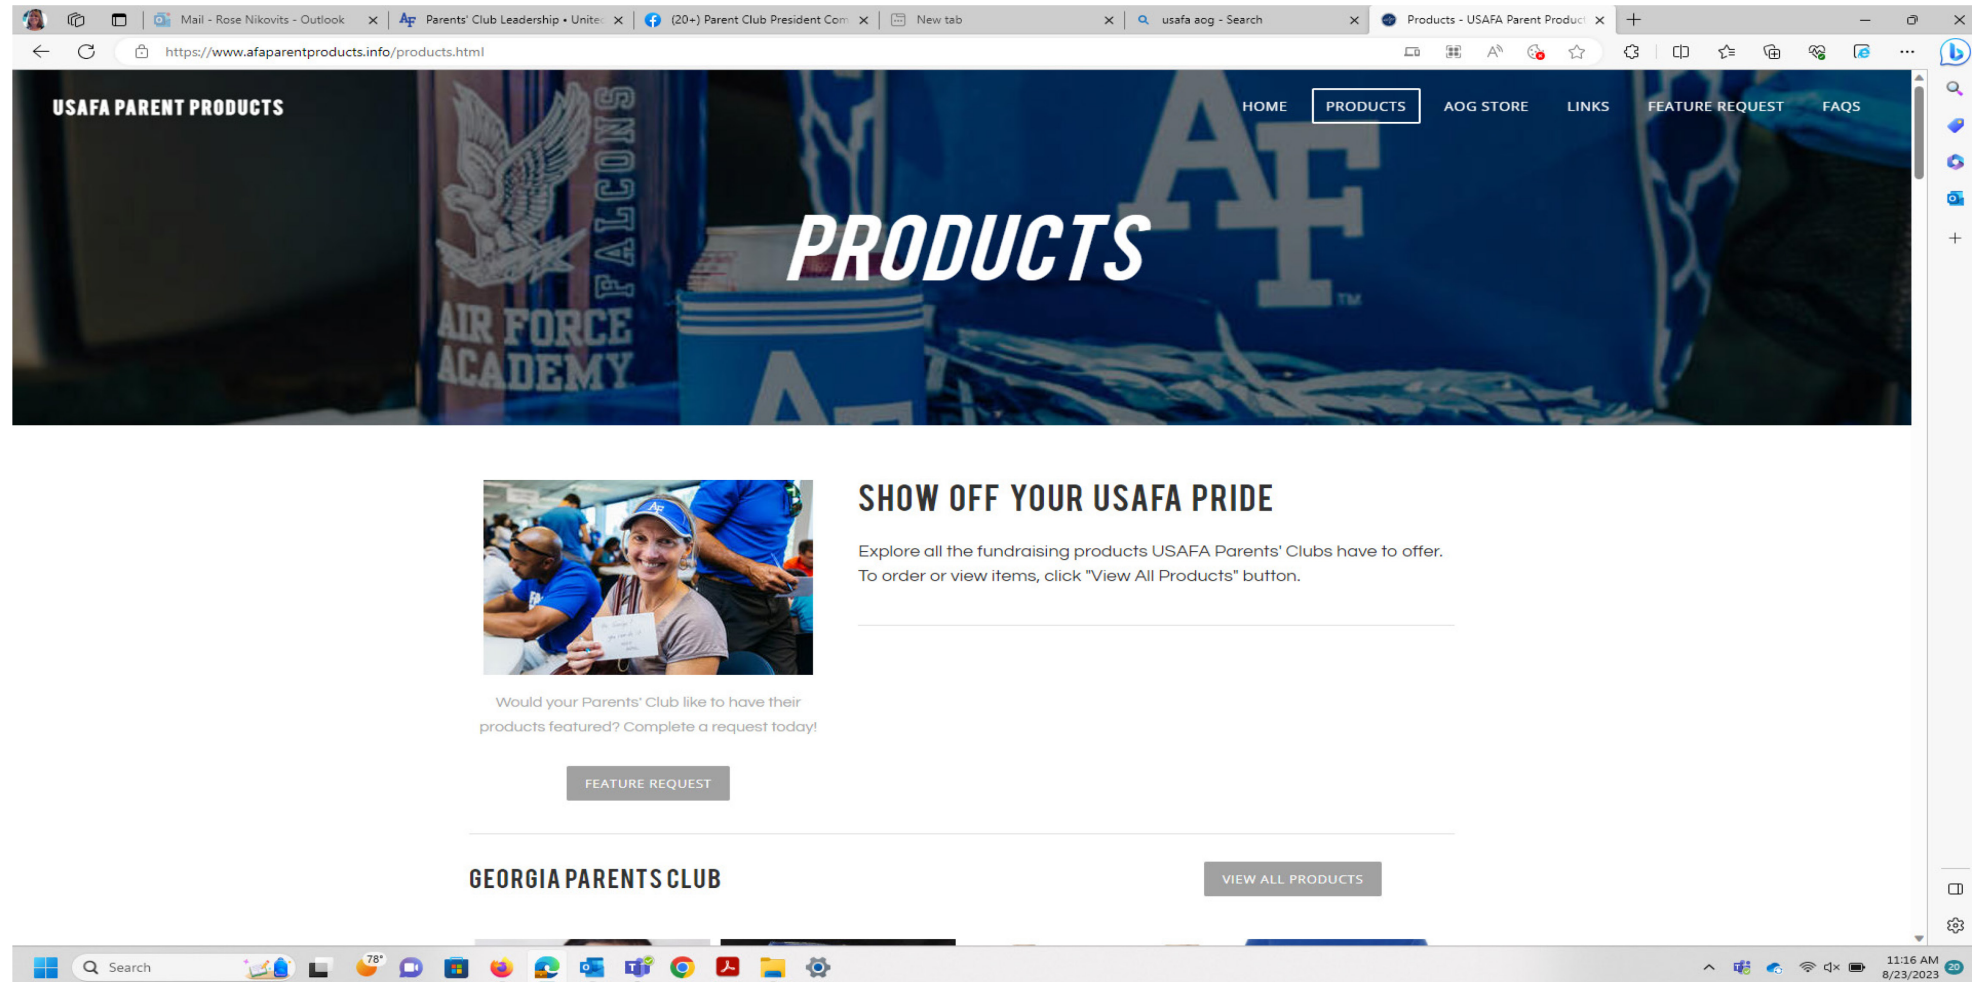 Mail - Rose Nikovits - Outlook
Parents' Club Leadership • Unitec
(20+) Parent Club President Com
New tab
usafa aog - Search
Products - USAFA Parent Product
https://www.afaparentproducts.info/products.html
USAFA PARENT PRODUCTS
HOME
PRODUCTS
AOG STORE
LINKS
FEATURE REQUEST
FAQS
FALCONS
AIR FORCE
ACADEMY
AF
TM
PRODUCTS
AF
SHOW OFF YOUR USAFA PRIDE
Explore all the fundraising products USAFA Parents' Clubs have to offer.
To order or view items, click "View All Products" button.
Would your Parents' Club like to have their
products featured? Complete a request today!
FEATURE REQUEST
GEORGIA PARENTS CLUB
VIEW ALL PRODUCTS
Search
78°
11:16 AM
8/23/2023
20